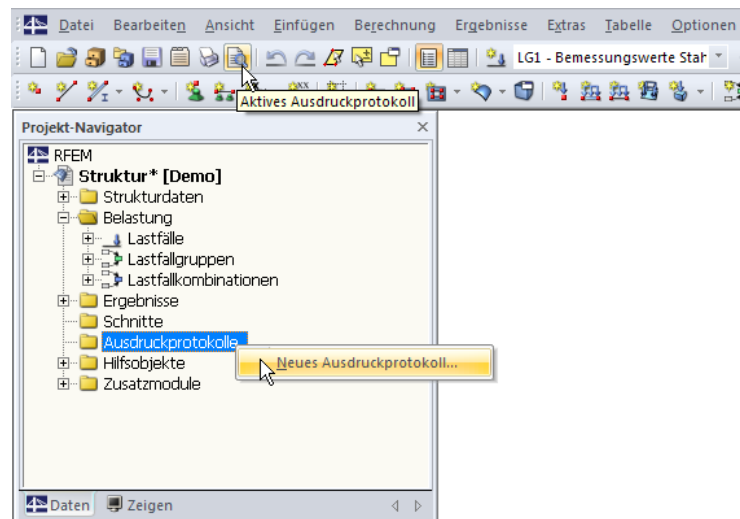 Datei Bearbeiten Ansicht Einfügen Berechnung Ergebnisse Extras Tabelle Optionen
LG1 - Bemessungswerte Stah
Aktives Ausdruckprotokoll
Projekt-Navigator
RFEM
Struktur* [Demo]
Strukturdaten
Belastung
Lastfälle
Lastfallgruppen
Lastfallkombinationen
Ergebnisse
Schnitte
Ausdruckprotokolle
Neues Ausdruckprotokoll...
Hilfsobjekte
Zusatzmodule
Daten Zeigen